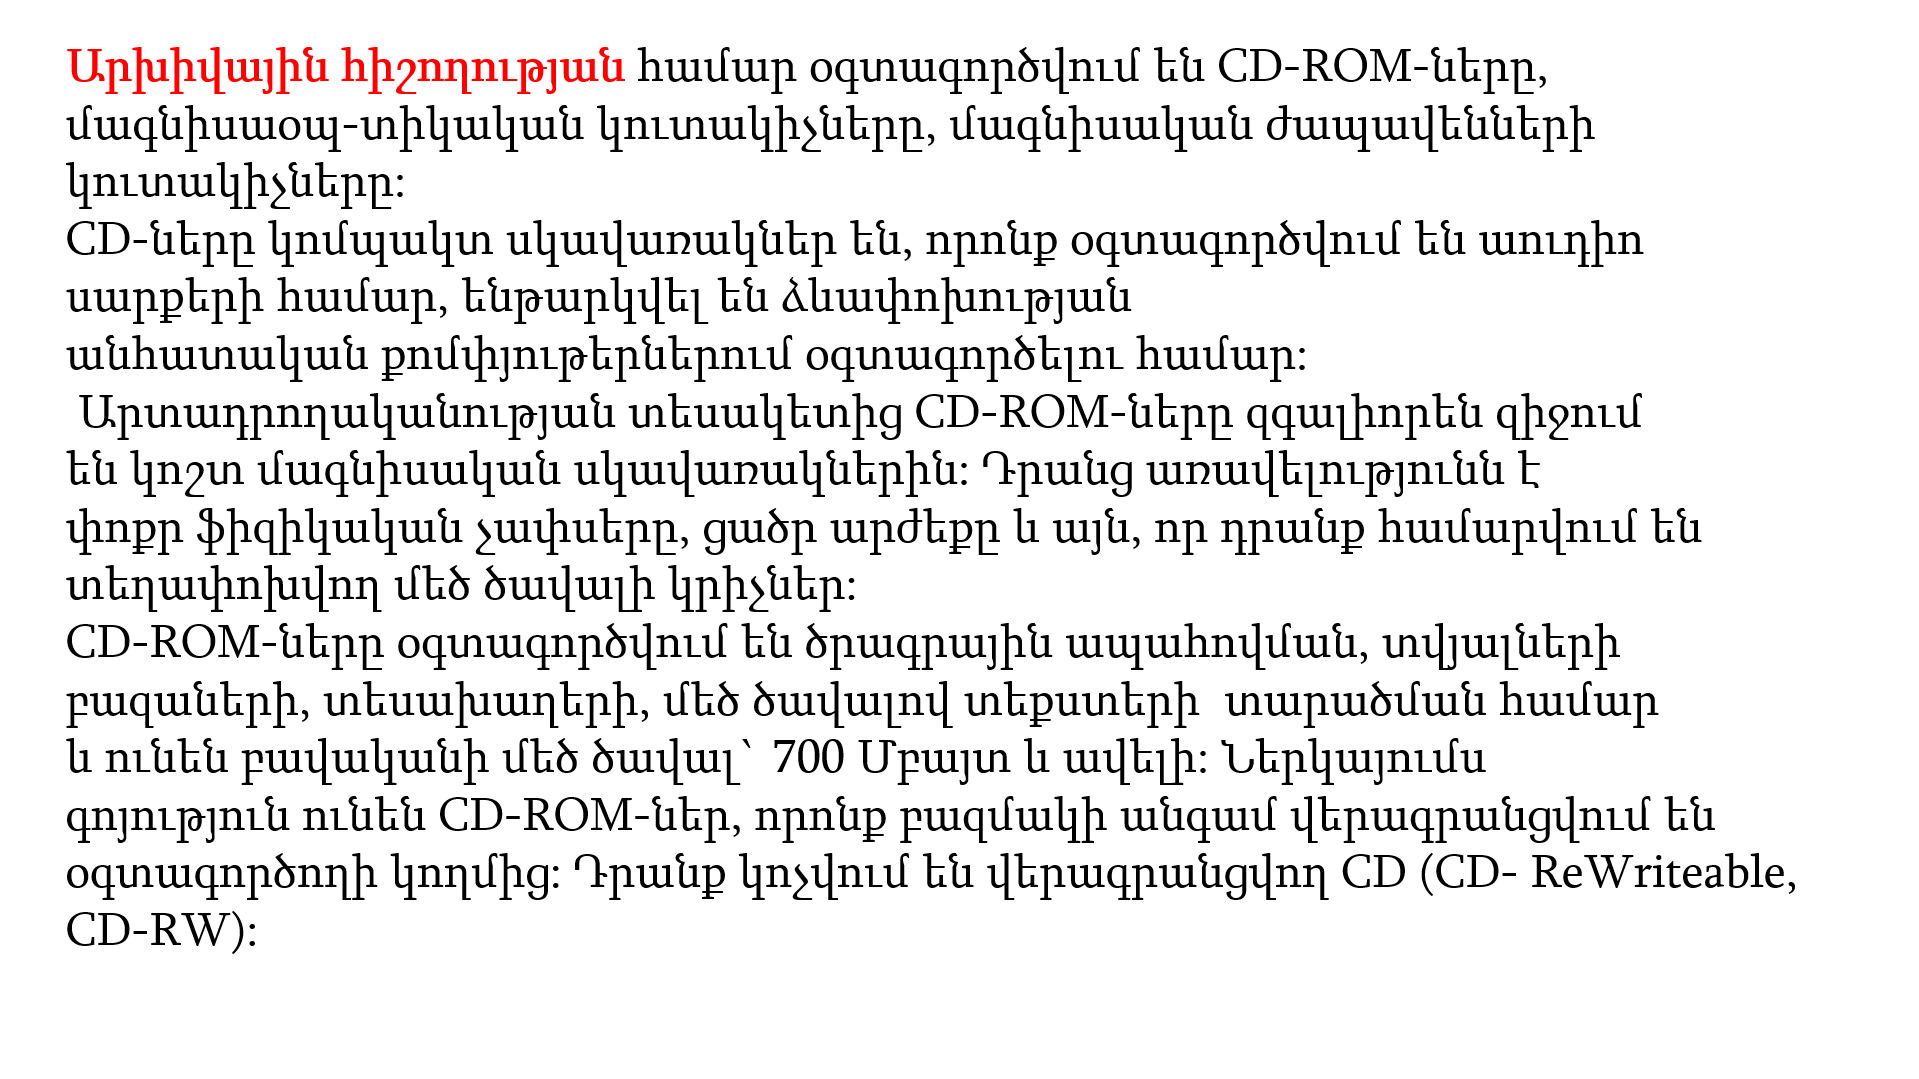 Արխիվային հիշողության համար օգտագործվում են CD-ROM-ները,
մագնիսաօպ-տիկական կուտակիչները, մագնիսական ժապավենների
կուտակիչները։
CD-ները կոմպակտ սկավառակներ են, որոնք օգտագործվում են աուդիո
սարքերի համար, ենթարկվել են ձևափոխության
անհատական քոմփյութերներում օգտագործելու համար։
Արտադրողականության տեսակետից CD-ROM-ները զգալիորեն զիջում
են կոշտ մագնիսական սկավառակներին։ Դրանց առավելությունն է
փոքր ֆիզիկական չափսերը, ցածր արժեքը և այն, որ դրանք համարվում են
տեղափոխվող մեծ ծավալի կրիչներ։
CD-ROM-ները օգտագործվում են ծրագրային ապահովման, տվյալների
բազաների, տեսախաղերի, մեծ ծավալով տեքստերի  տարածման համար
և ունեն բավականի մեծ ծավալ՝ 700 Մբայտ և ավելի։ Ներկայումս
գոյություն ունեն CD-ROM-ներ, որոնք բազմակի անգամ վերագրանցվում են
օգտագործողի կողմից։ Դրանք կոչվում են վերագրանցվող CD (CD- ReWriteable,
CD-RW)։